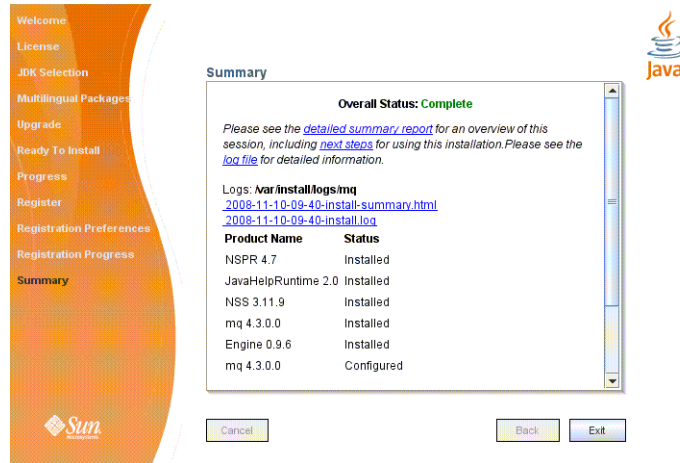 Welcome
License
JDK Selection
Multilingual Packages
Upgrade
Ready To Install
Progress
Register
Registration Preferences
Registration Progress
Summary
Sun
microsystems
Java
Summary
Overall Status: Complete
Please see the detailed summary report for an overview of this
session, including next steps for using this installation.Please see the
log file for detailed information.
Logs: /var/install/logs/mq
2008-11-10-09-40-install-summary.html
2008-11-10-09-40-install.log
Product Name Status
NSPR 4.7 Installed
JavaHelpRuntime 2.0 Installed
NSS 3.11.9 Installed
mq 4.3.0.0 Installed
Engine 0.9.6 Installed
mq 4.3.0.0 Configured
Cancel Back Exit